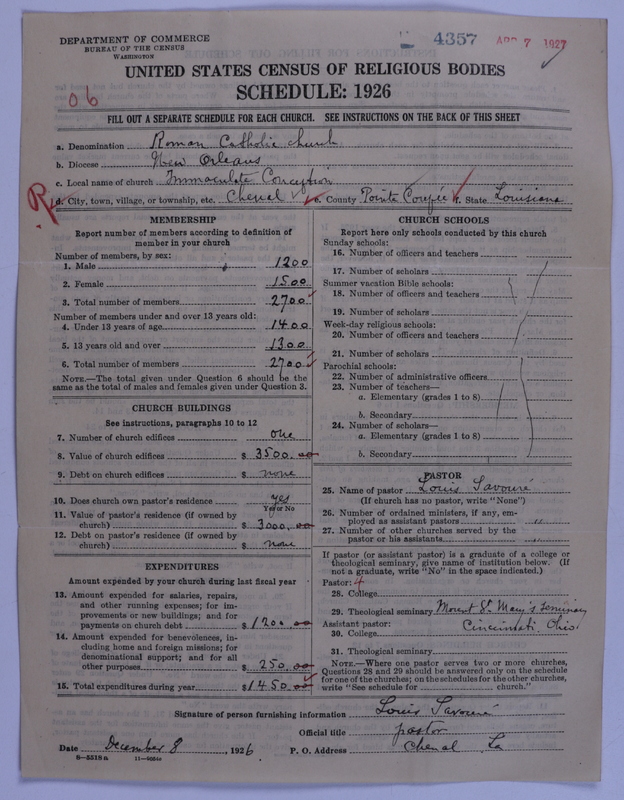 DEPARTMENT OF COMMERCE
BUREAU OF THE CENSUS
WASHINGTON
4357
APR 7 1927
UNITED STATES CENSUS OF RELIGIOUS BODIES
SCHEDULE: 1926
06
FILL OUT A SEPARATE SCHEDULE FOR EACH CHURCH. SEE INSTRUCTIONS ON THE BACK OF THIS SHEET
a. Denomination Roman Catholic church
b. Diocese New Orleans
c. Local name of church Immaculate Conception
R d. City, town, village, or township, etc. Chenal e. County Pointe Coupée f. State Louisiana
MEMBERSHIP
Report number of members according to definition of
member in your church
Number of members, by sex:
1. Male 1200
2. Female 1500
3. Total number of members 2700
Number of members under and over 13 years old:
4. Under 13 years of age 1400
5. 13 years old and over 1300
6. Total number of members 2700
NOTE.—The total given under Question 6 should be the
same as the total of males and females given under Question 3.
CHURCH BUILDINGS
See instructions, paragraphs 10 to 12
7. Number of church edifices one
8. Value of church edifices $ 3500.00
9. Debt on church edifices $ none
10. Does church own pastor's residence yes
Yes or No
11. Value of pastor's residence (if owned by
church) $ 3000.00
12. Debt on pastor's residence (if owned by
church) $ none
EXPENDITURES
Amount expended by your church during last fiscal year
13. Amount expended for salaries, repairs,
and other running expenses; for im-
provements or new buildings; and for
payments on church debt $ 1200.00
14. Amount expended for benevolences, in-
cluding home and foreign missions; for
denominational support; and for all
other purposes $ 250.00
15. Total expenditures during year $1450.00
CHURCH SCHOOLS
Report here only schools conducted by this church
Sunday schools:
16. Number of officers and teachers
17. Number of scholars
Summer vacation Bible schools:
18. Number of officers and teachers
19. Number of scholars
Week-day religious schools:
20. Number of officers and teachers
21. Number of scholars
Parochial schools:
22. Number of administrative officers
23. Number of teachers—
a. Elementary (grades 1 to 8)
b. Secondary
24. Number of scholars—
a. Elementary (grades 1 to 8)
b. Secondary
PASTOR
25. Name of pastor Louis Savouré
(If church has no pastor, write "None")
26. Number of ordained ministers, if any, em-
ployed as assistant pastors "
27. Number of other churches served by the
pastor or his assistants "
If pastor (or assistant pastor) is a graduate of a college or
theological seminary, give name of institution below. (If
not a graduate, write "No" in the space indicated.)
Pastor: 4
28. College
29. Theological seminary Mount St Mary's Seminary
Assistant pastor: Cincinnati Ohio
30. College
31. Theological seminary
NOTE.—Where one pastor serves two or more churches,
Questions 28 and 29 should be answered only on the schedule
for one of the churches; on the schedules for the other churches,
write "See schedule for church."
Signature of person furnishing information Louis Savouré
Official title pastor
Date December 8, 1926 P. O. Address Chenal La
8—5518a